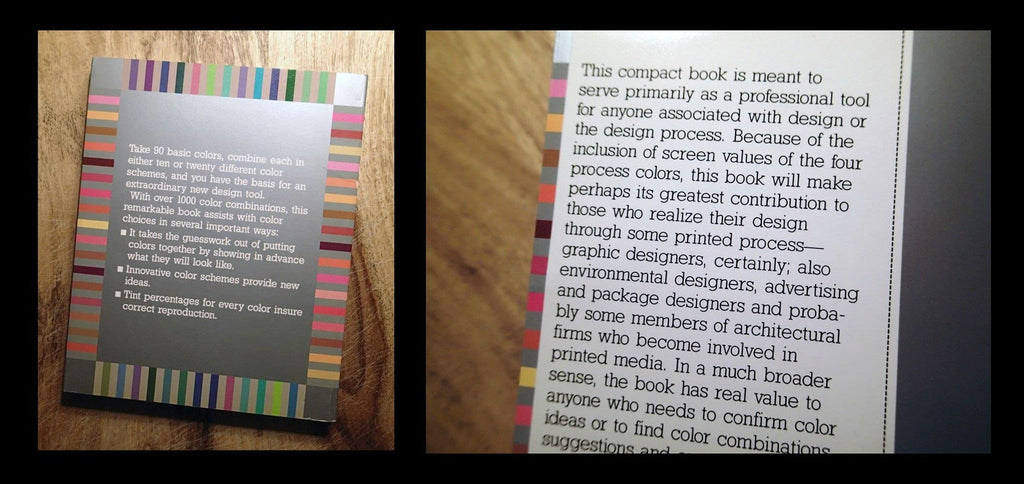 Take 90 basic colors, combine each in
either ten or twenty different color
schemes, and you have the basis for an
extraordinary new design tool.
With over 1000 color combinations, this
remarkable book assists with color
choices in several important ways:
■ It takes the guesswork out of putting
colors together by showing in advance
what they will look like.
■ Innovative color schemes provide new
ideas.
■ Tint percentages for every color insure
correct reproduction.
This compact book is meant to
serve primarily as a professional tool
for anyone associated with design or
the design process. Because of the
inclusion of screen values of the four
process colors, this book will make
perhaps its greatest contribution to
those who realize their design
through some printed process—
graphic designers, certainly; also
environmental designers, advertising
and package designers and proba-
bly some members of architectural
firms who become involved in
printed media. In a much broader
sense, the book has real value to
anyone who needs to confirm color
ideas or to find color combinations
suggestions and